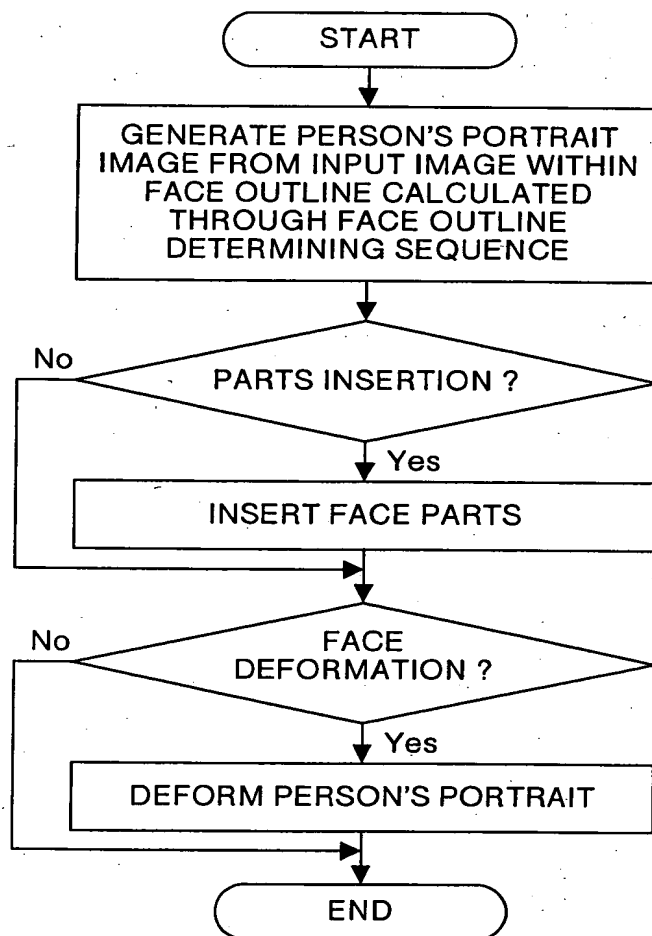 START
GENERATE PERSON'S PORTRAIT
IMAGE FROM INPUT IMAGE WITHIN
FACE OUTLINE CALCULATED
THROUGH FACE OUTLINE
DETERMINING SEQUENCE
No
PARTS INSERTION ?
Yes
INSERT FACE PARTS
No
FACE
DEFORMATION ?
Yes
DEFORM PERSON'S PORTRAIT
END